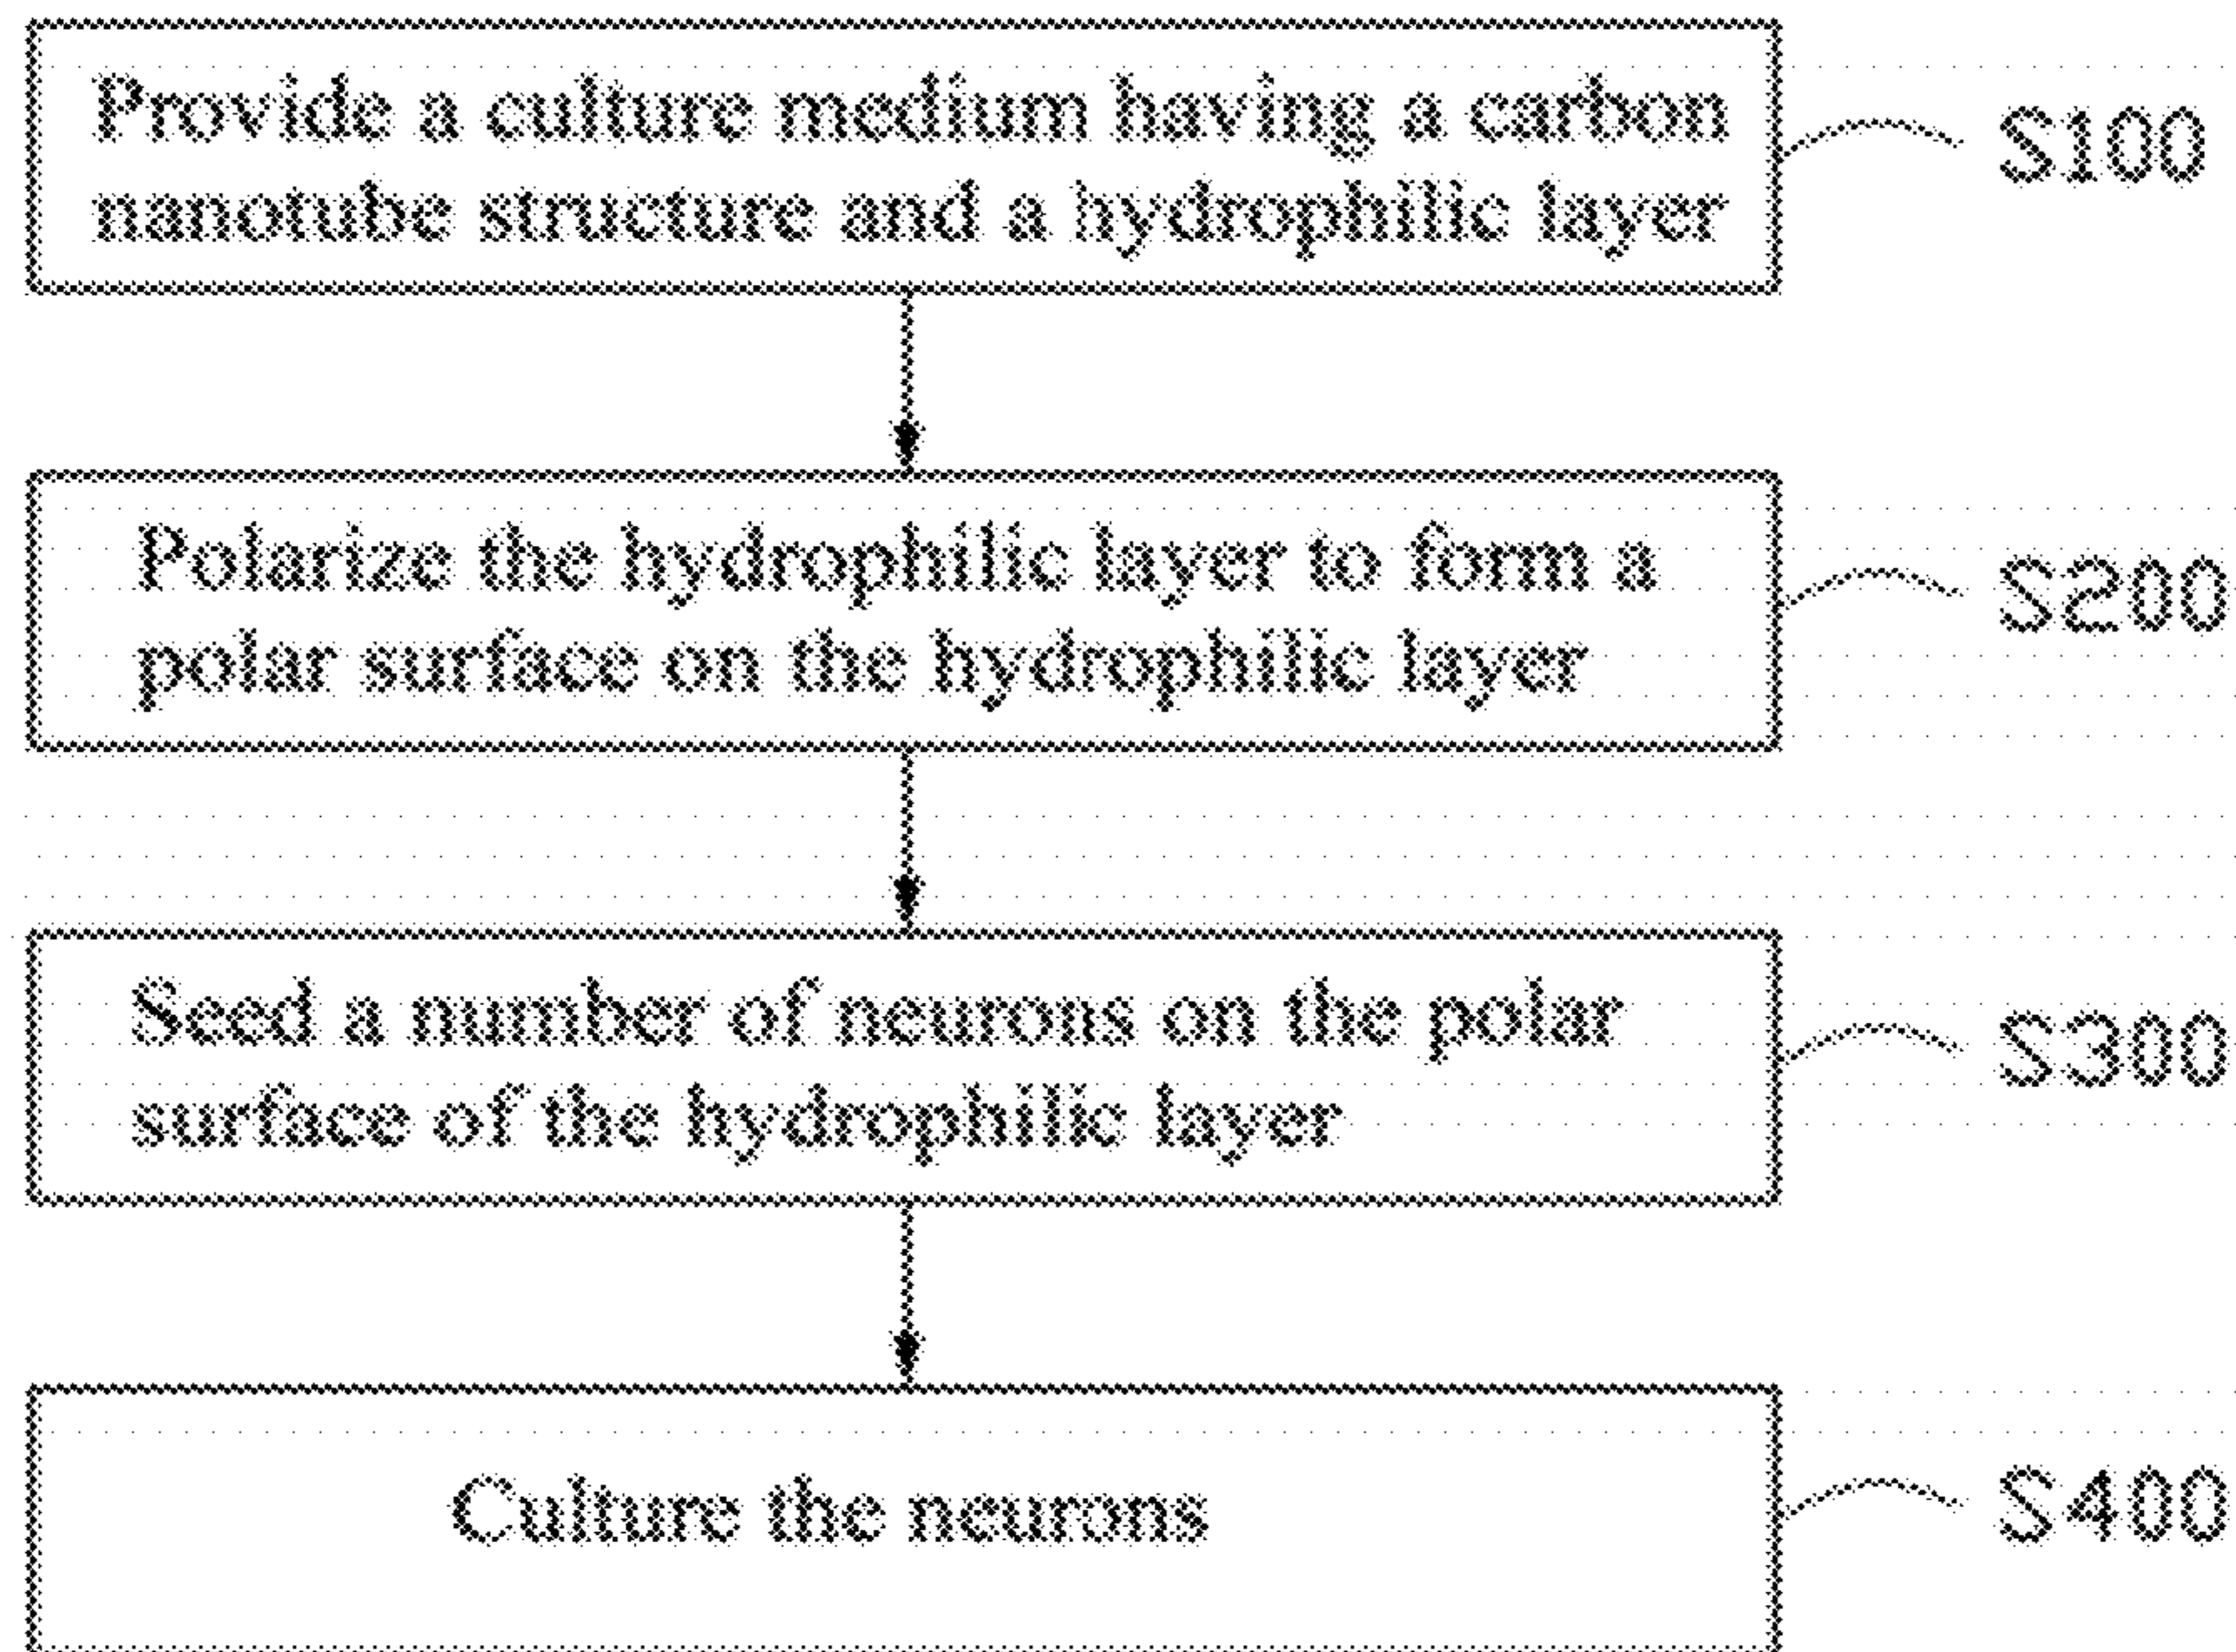 Provide a culture medium having a carbon
nanotube structure and a hydrophilic layer
S100
Polarize the hydrophilic layer to form a
polar surface on the hydrophilic layer
S200
Seed a number of neurons on the polar
surface of the hydrophilic layer
S300
Culture the neurons
S400